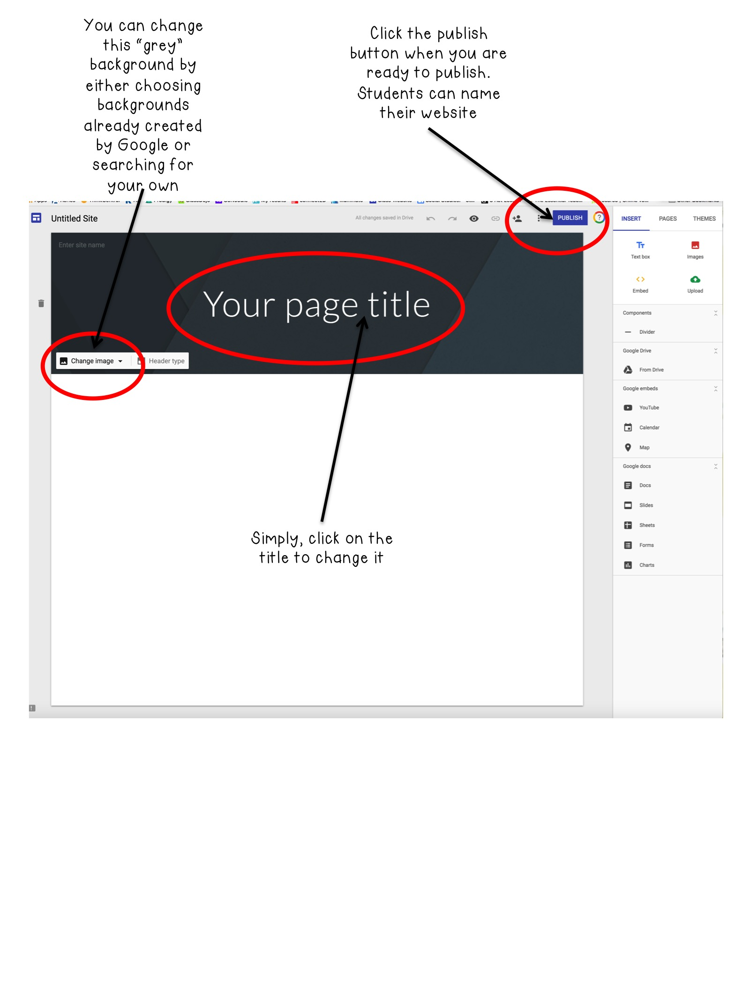 You can change
this “grey”
background by
either choosing
backgrounds
already created
by Google or
searching for
your own
Click the publish
button when you are
ready to publish.
Students can name
their website
Untitled Site
All changes saved in Drive
PUBLISH
?
INSERT
PAGES
THEMES
Enter site name
Your page title
Change image
Header type
Tт
Text box
Images
Embed
Upload
Components
Divider
Google Drive
From Drive
Google embeds
YouTube
Calendar
Map
Google docs
Docs
Slides
Sheets
Forms
Charts
Simply, click on the
title to change it